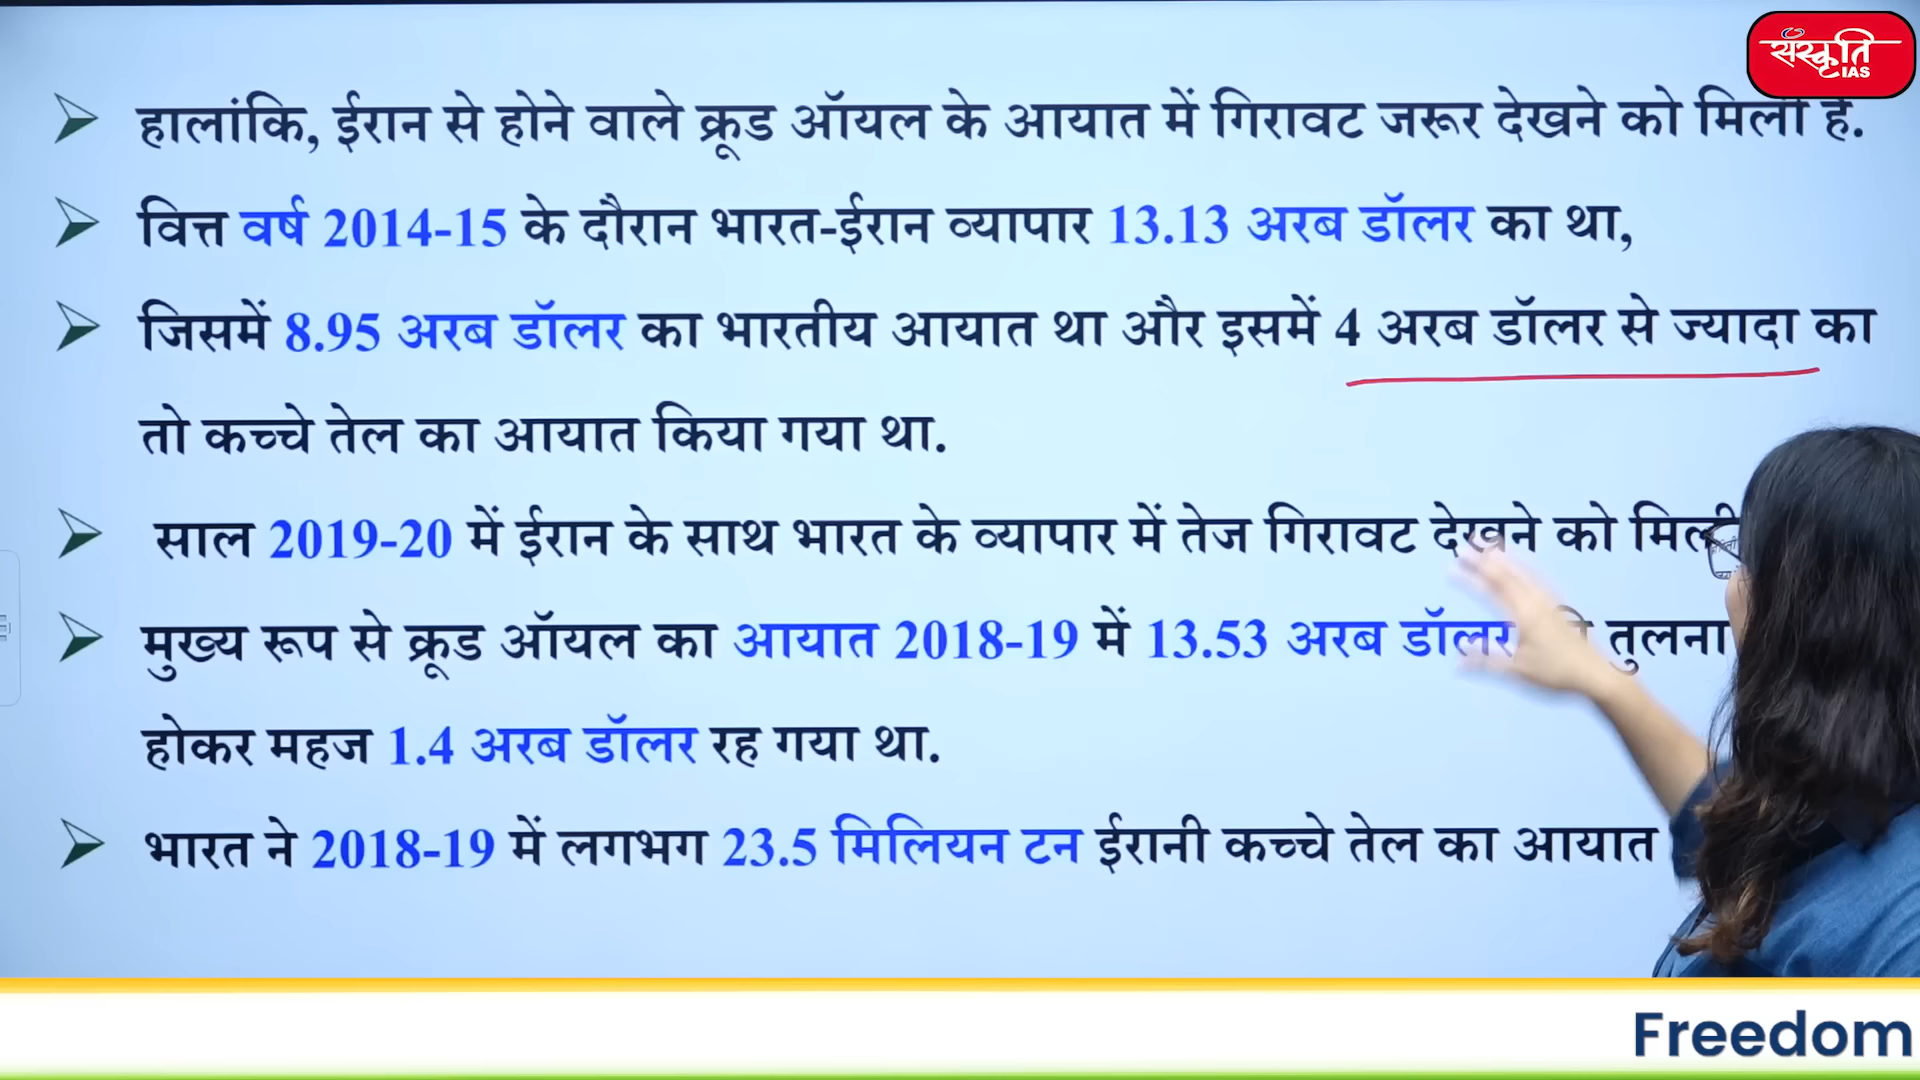 संस्कृति
IAS
हालांकि, ईरान से होने वाले क्रूड ऑयल के आयात में गिरावट जरूर देखने को मिली है.
वित्त वर्ष 2014-15 के दौरान भारत-ईरान व्यापार 13.13 अरब डॉलर का था,
जिसमें 8.95 अरब डॉलर का भारतीय आयात था और इसमें 4 अरब डॉलर से ज्यादा का
तो कच्चे तेल का आयात किया गया था.
साल 2019-20 में ईरान के साथ भारत के व्यापार में तेज गिरावट देखने को मिली
मुख्य रूप से क्रूड ऑयल का आयात 2018-19 में 13.53 अरब डॉलर तुलना
होकर महज 1.4 अरब डॉलर रह गया था.
भारत ने 2018-19 में लगभग 23.5 मिलियन टन ईरानी कच्चे तेल का आयात
Freedom